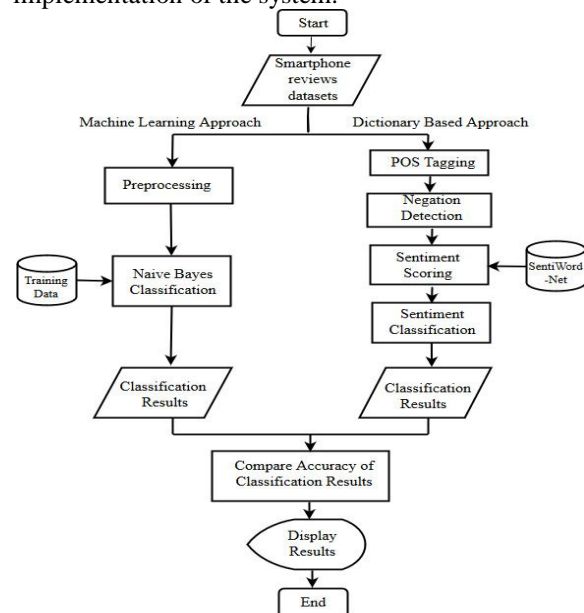 implementation of the system.
Start
Smartphone
reviews
datasets
Machine Learning Approach
Dictionary Based Approach
Preprocessing
POS Tagging
Negation
Detection
Training
Data
Naive Bayes
Classification
Sentiment
Scoring
SentiWord
-Net
Sentiment
Classification
Classification
Results
Classification
Results
Compare Accuracy of
Classification Results
Display
Results
End